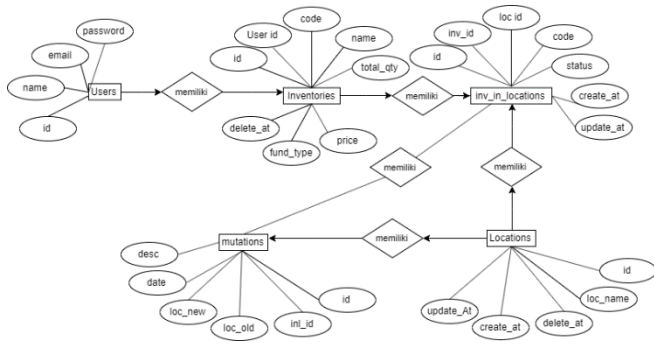 password
email
name
id
Users
memiliki
code
User id
name
id
total_qty
Inventories
delete_at
fund_type
price
memiliki
loc id
inv_id
code
id
status
inv_in_locations
create_at
update_at
memiliki
memiliki
mutations
memiliki
Locations
desc
date
loc_new
loc_old
inl_id
id
id
loc_name
update_At
create_at
delete_at